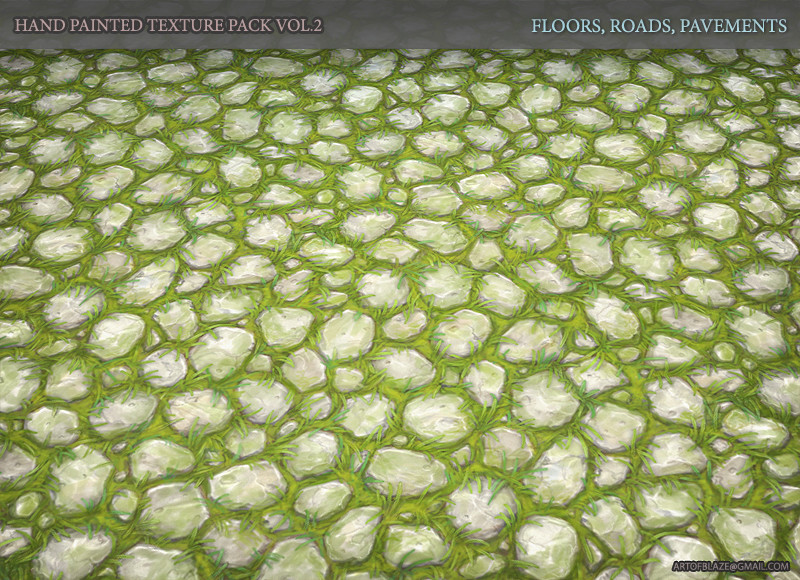 HAND PAINTED TEXTURE PACK VOL.2
FLOORS, ROADS, PAVEMENTS
ARTOFBLAZE@GMAIL.COM